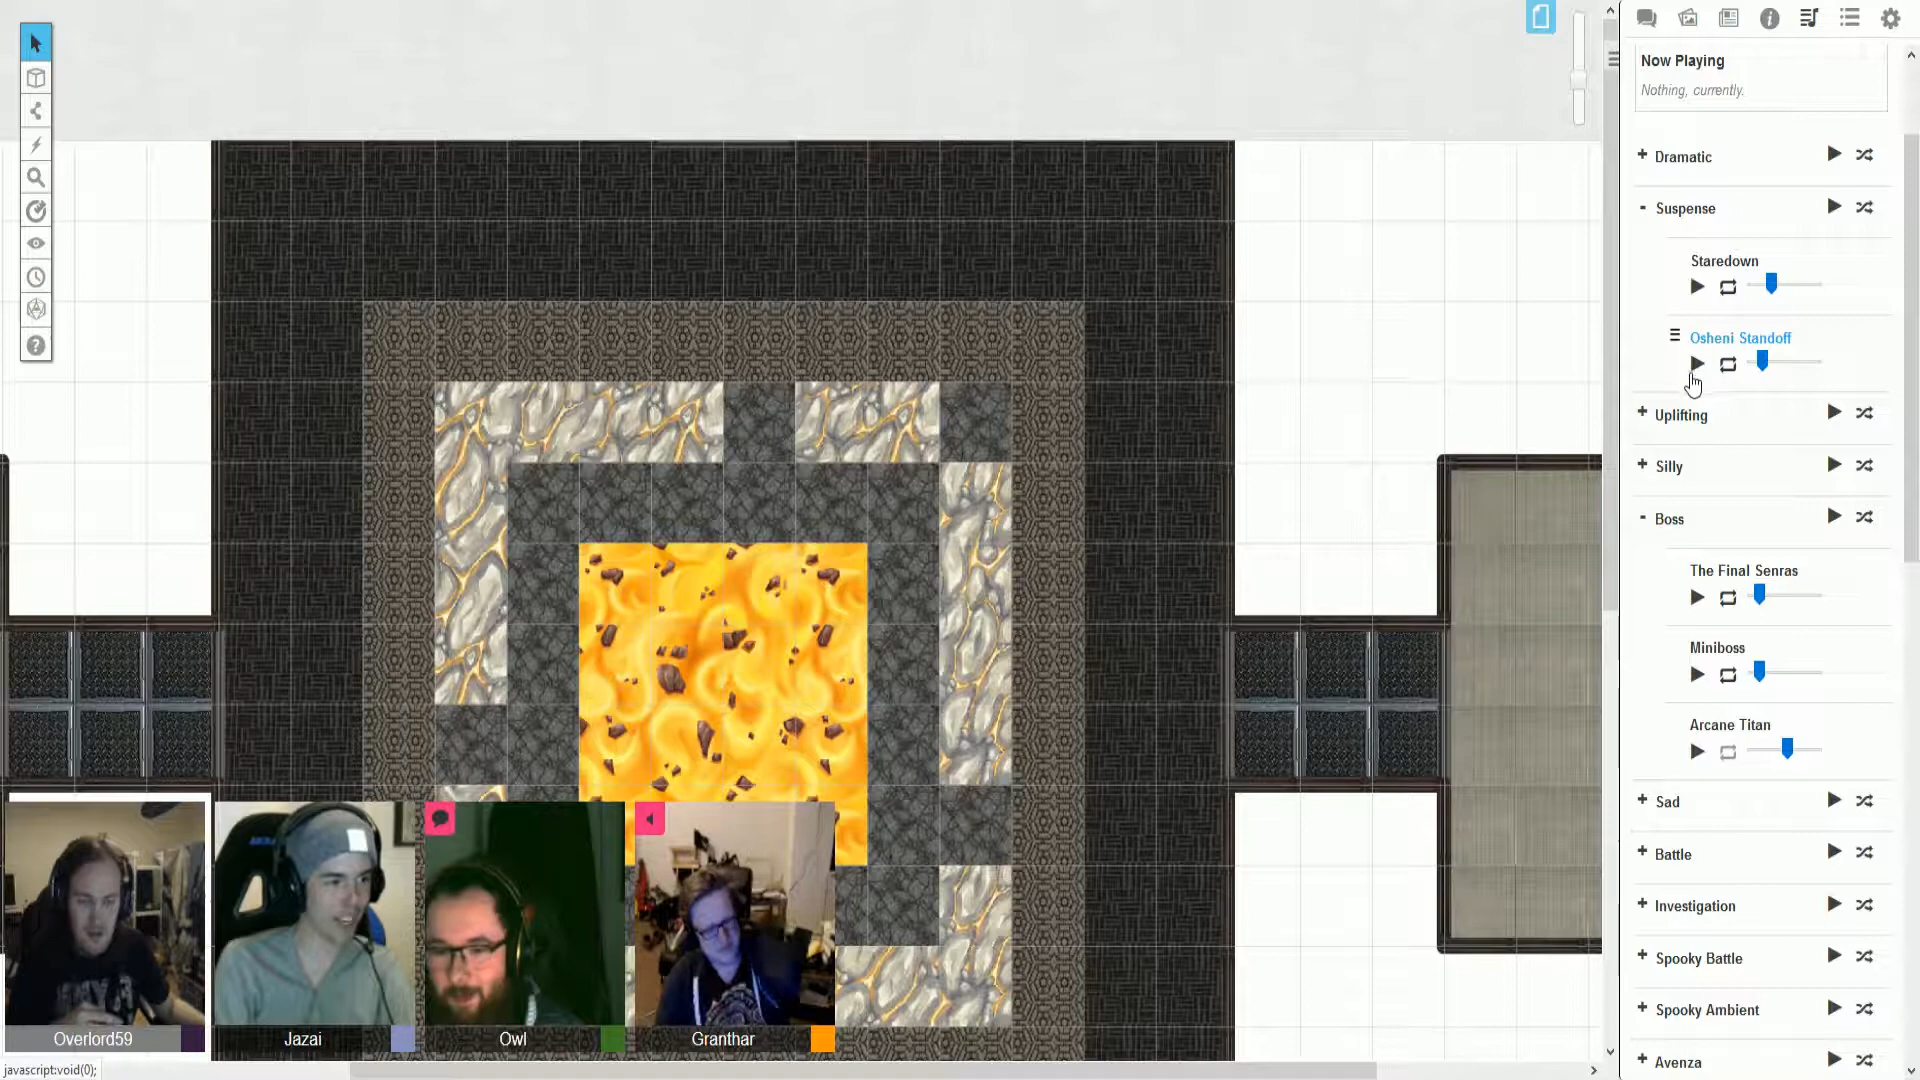 Now Playing
Nothing, currently.
+ Dramatic
- Suspense
Staredown
Osheni Standoff
+ Uplifting
+ Silly
- Boss
The Final Senras
Miniboss
Arcane Titan
+ Sad
+ Battle
+ Investigation
+ Spooky Battle
+ Spooky Ambient
+ Avenza
Overlord59
Jazai
Owl
Granthar
javascript:void(0);